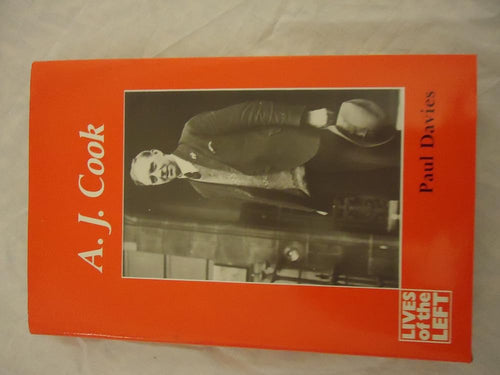 A. J. Cook
Paul Davies
LIVES
of the
LEFT